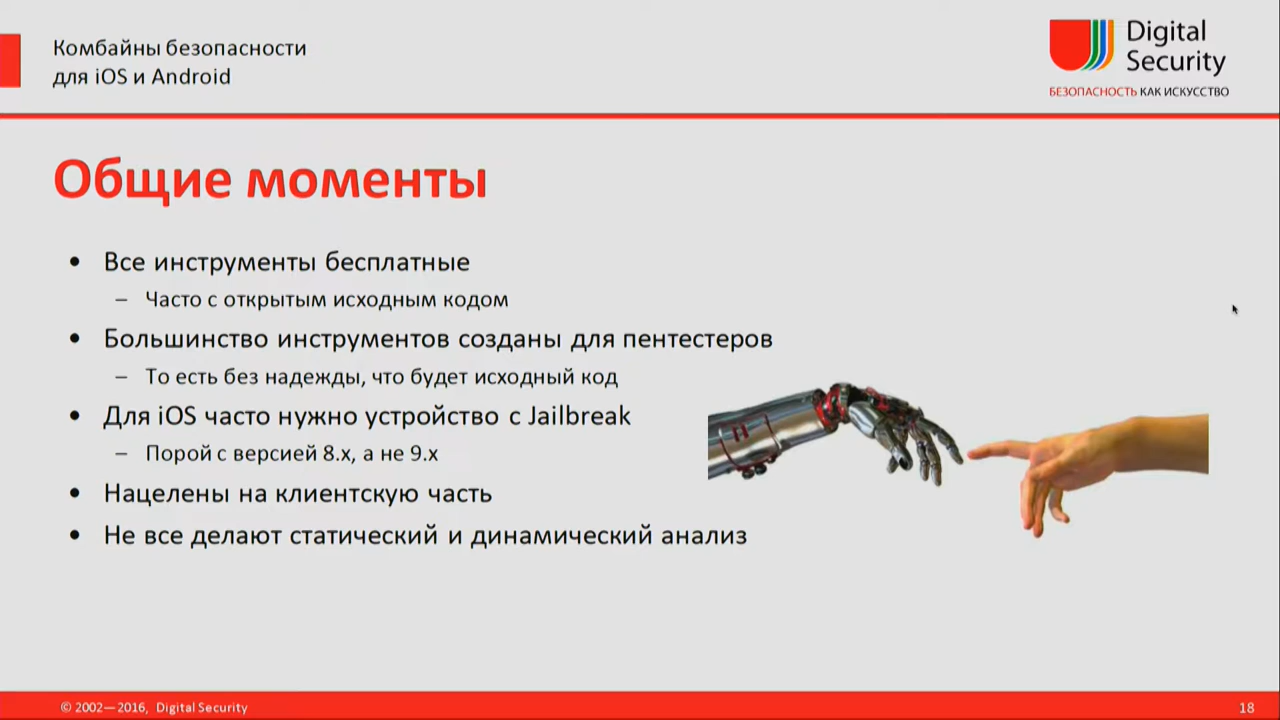 Комбайны безопасности
для iOS и Android
Digital
Security
БЕЗОПАСНОСТЬ КАК ИСКУССТВО
Общие моменты
• Все инструменты бесплатные
– Часто с открытым исходным кодом
• Большинство инструментов созданы для пентестеров
– То есть без надежды, что будет исходный код
• Для iOS часто нужно устройство с Jailbreak
– Порой с версией 8.x, а не 9.x
• Нацелены на клиентскую часть
• Не все делают статический и динамический анализ
© 2002—2016, Digital Security
18